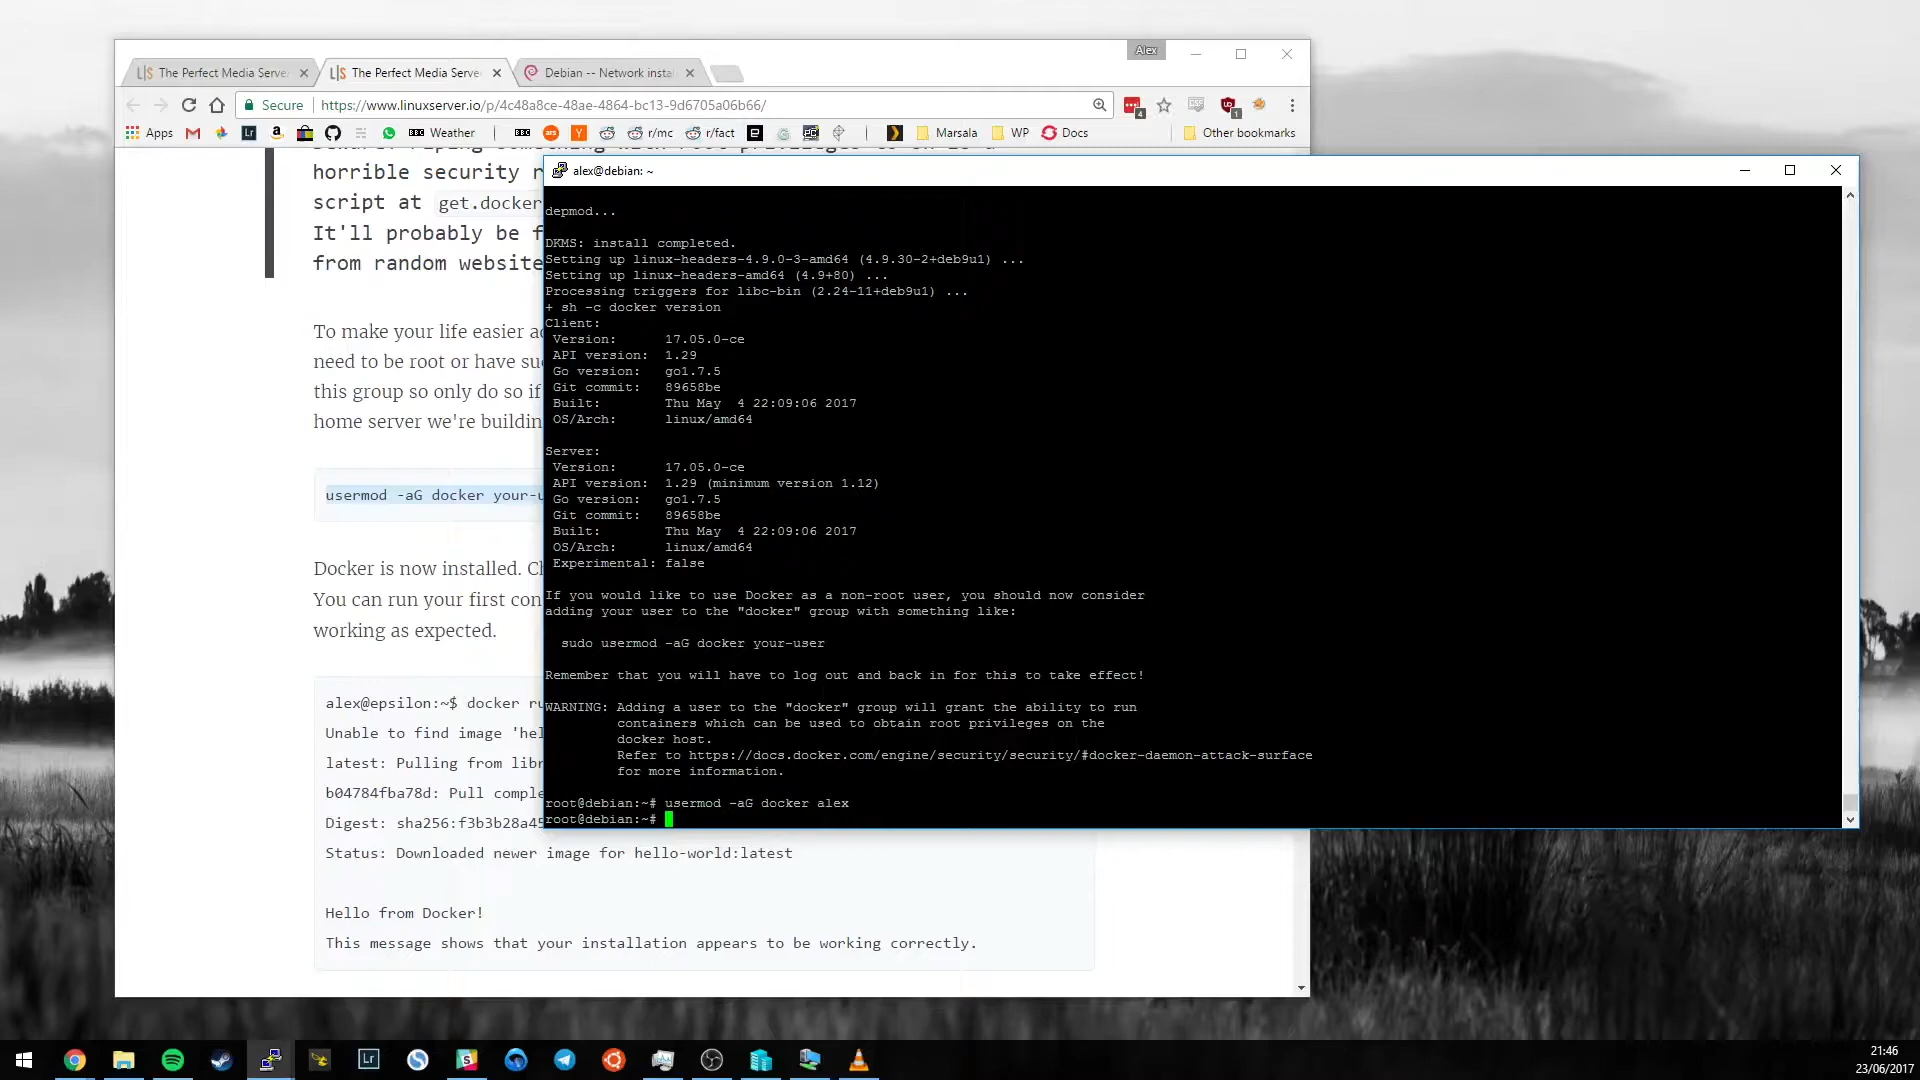 Alex
The Perfect Media Serve
The Perfect Media Serve
Debian -- Network insta
Secure
https://www.linuxserver.io/p/4c48a8ce-48ae-4864-bc13-9d6705a06b66/
Apps
Lr
BBC Weather
BBC
ars
r/mc
r/fact
Marsala
WP
Docs
Other bookmarks
horrible security r
script at get.docker
It'll probably be f
from random website
To make your life easier ad
need to be root or have su
this group so only do so if
home server we're buildin
usermod -aG docker your-u
Docker is now installed. Ch
You can run your first con
working as expected.
alex@epsilon:~$ docker ru
Unable to find image 'hel
latest: Pulling from libr
b04784fba78d: Pull comple
Digest: sha256:f3b3b28a45
Status: Downloaded newer image for hello-world:latest
Hello from Docker!
This message shows that your installation appears to be working correctly.
alex@debian: ~
depmod...
DKMS: install completed.
Setting up linux-headers-4.9.0-3-amd64 (4.9.30-2+deb9u1) ...
Setting up linux-headers-amd64 (4.9+80) ...
Processing triggers for libc-bin (2.24-11+deb9u1) ...
+ sh -c docker version
Client:
Version: 17.05.0-ce
API version: 1.29
Go version: go1.7.5
Git commit: 89658be
Built: Thu May 4 22:09:06 2017
OS/Arch: linux/amd64
Server:
Version: 17.05.0-ce
API version: 1.29 (minimum version 1.12)
Go version: go1.7.5
Git commit: 89658be
Built: Thu May 4 22:09:06 2017
OS/Arch: linux/amd64
Experimental: false
If you would like to use Docker as a non-root user, you should now consider
adding your user to the "docker" group with something like:
sudo usermod -aG docker your-user
Remember that you will have to log out and back in for this to take effect!
WARNING: Adding a user to the "docker" group will grant the ability to run
containers which can be used to obtain root privileges on the
docker host.
Refer to https://docs.docker.com/engine/security/security/#docker-daemon-attack-surface
for more information.
root@debian:~# usermod -aG docker alex
root@debian:~#
Lr
21:46
23/06/2017